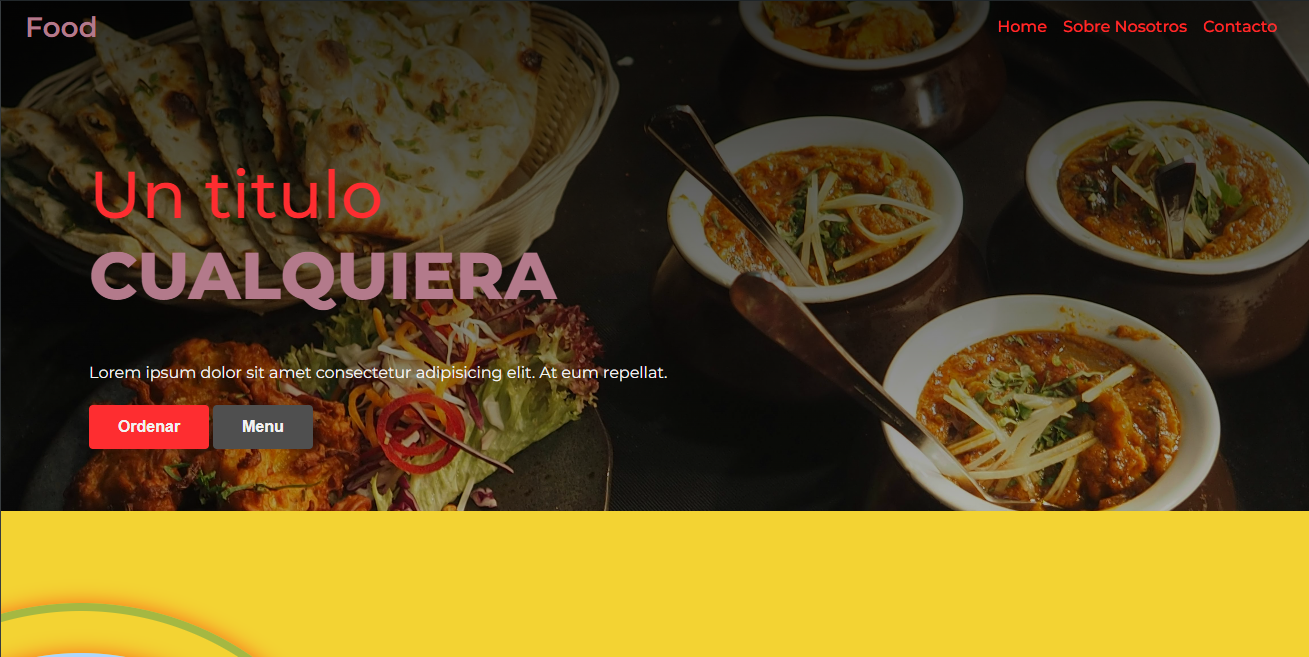 Food
Home Sobre Nosotros Contacto
Un titulo
CUALQUIERA
Lorem ipsum dolor sit amet consectetur adipisicing elit. At eum repellat.
Ordenar Menu